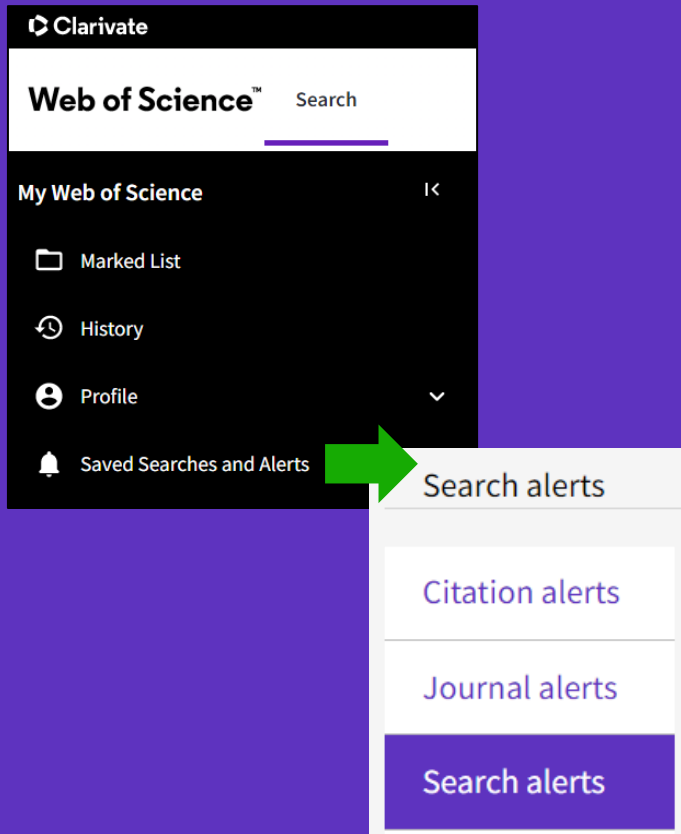 Clarivate
Web of Science™ Search
My Web of Science
Marked List
History
Profile
Saved Searches and Alerts
Search alerts
Citation alerts
Journal alerts
Search alerts